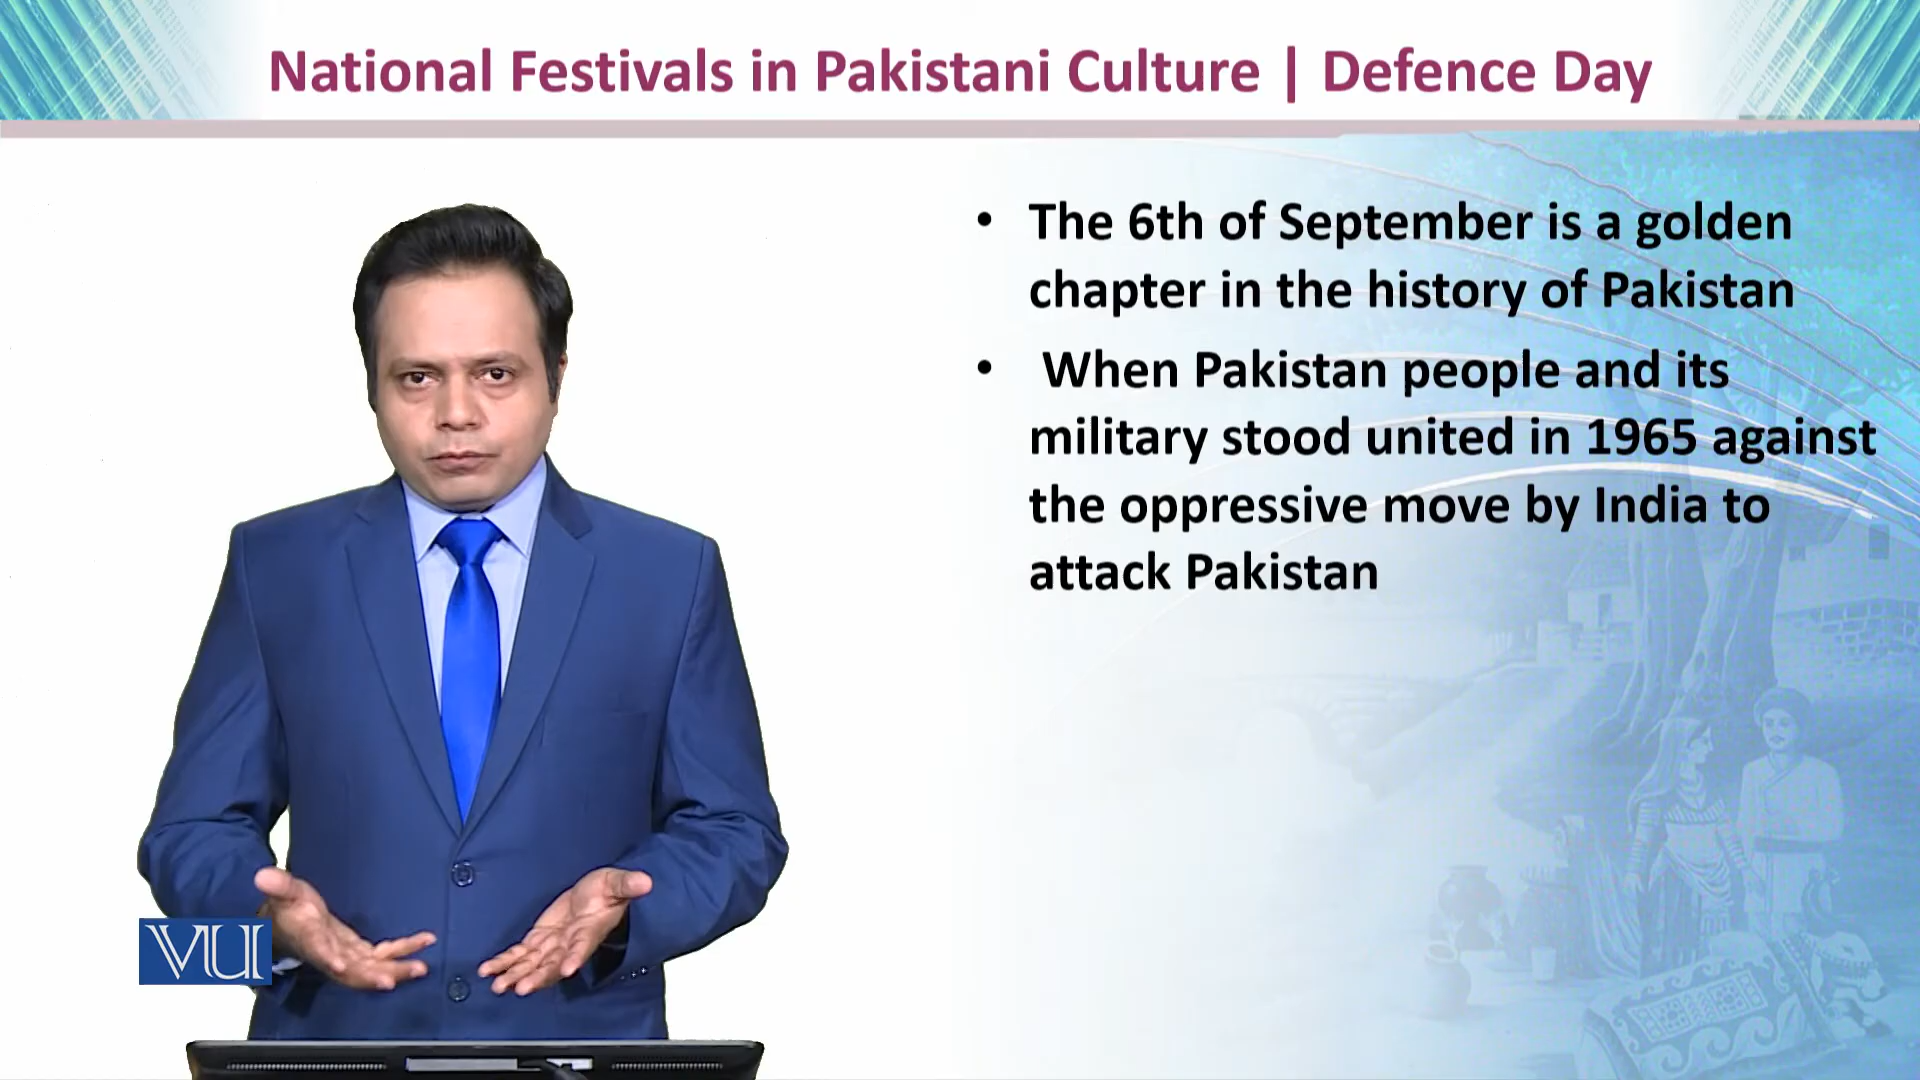 National Festivals in Pakistani Culture | Defence Day
• The 6th of September is a golden
chapter in the history of Pakistan
• When Pakistan people and its
military stood united in 1965 against
the oppressive move by India to
attack Pakistan
VU